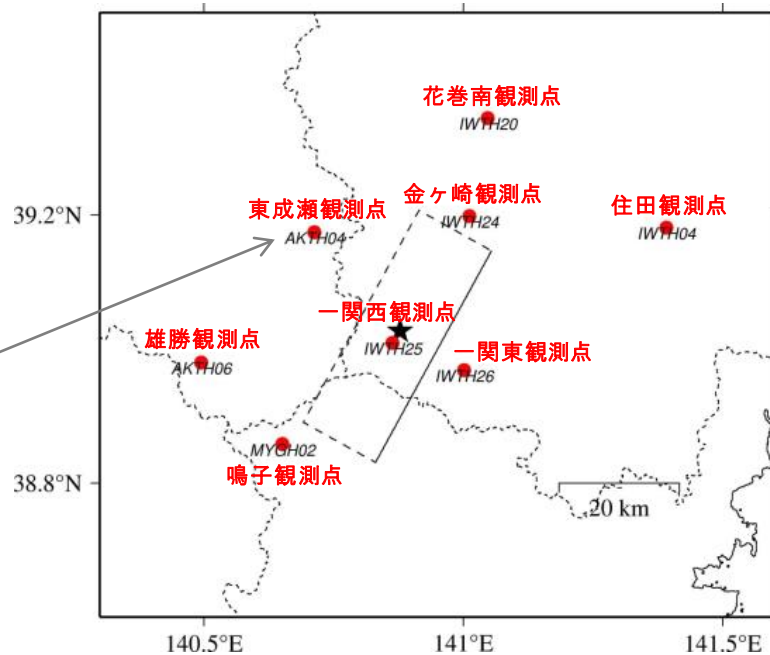 花巻南観測点
IWTH20
金ヶ崎観測点
IWTH24
住田観測点
IWTH04
39.2°N
東成瀬観測点
AKTH04
一関西観測点
IWTH25
一関東観測点
IWTH26
雄勝観測点
AKTH06
MYGH02
鳴子観測点
38.8°N
20 km
140.5°E
141°E
141.5°E